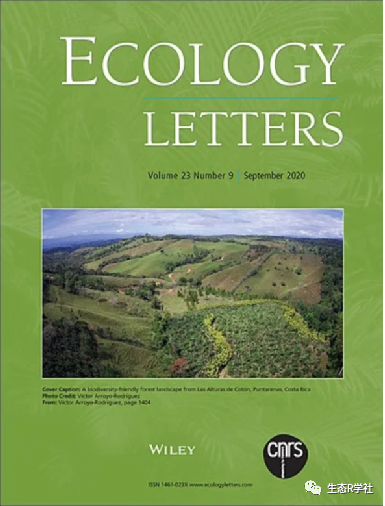 ECOLOGY
LETTERS
Volume 23 Number 9 | September 2020
Cover Caption: A biodiversity-friendly forest landscape from Las Alturas de Cotón, Puntarenas, Costa Rica
Photo Credit: Víctor Arroyo-Rodríguez
From: Víctor Arroyo-Rodríguez, page 1404
WILEY
cnrs
ISSN 1461-023X www.ecologyletters.com
生态R学社